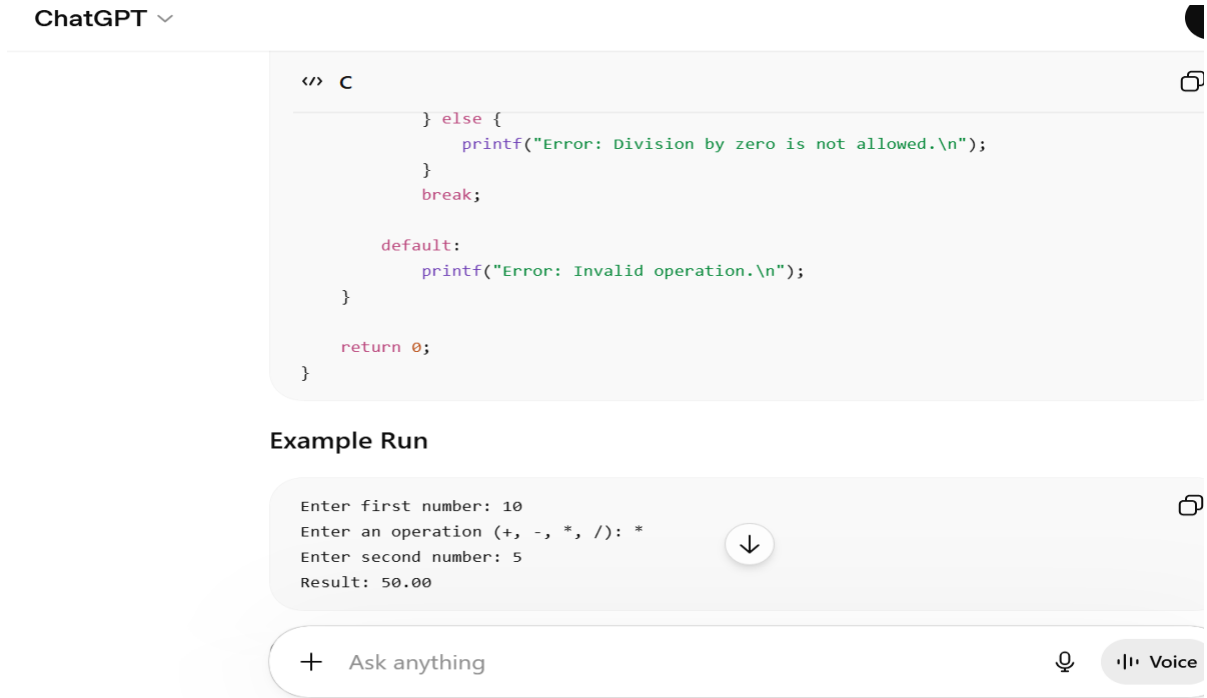 ChatGPT
C
} else {
printf("Error: Division by zero is not allowed.\n");
}
break;
default:
printf("Error: Invalid operation.\n");
}
return 0;
}
Example Run
Enter first number: 10
Enter an operation (+, -, *, /): *
Enter second number: 5
Result: 50.00
Ask anything
Voice